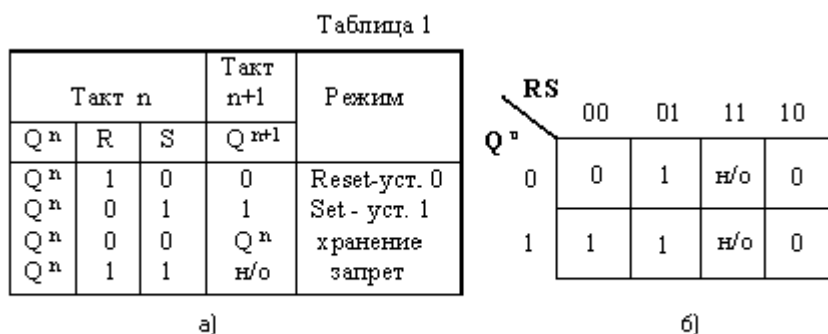 Таблица 1
Такт n Такт n+1 Режим
Q n R S Q n+1
Q n 1 0 0 Reset-уст. 0
Q n 0 1 1 Set - уст. 1
Q n 0 0 Q n хранение
Q n 1 1 н/о запрет
а)
RS
00 01 11 10
Q n
0 0 1 н/о 0
1 1 1 н/о 0
б)